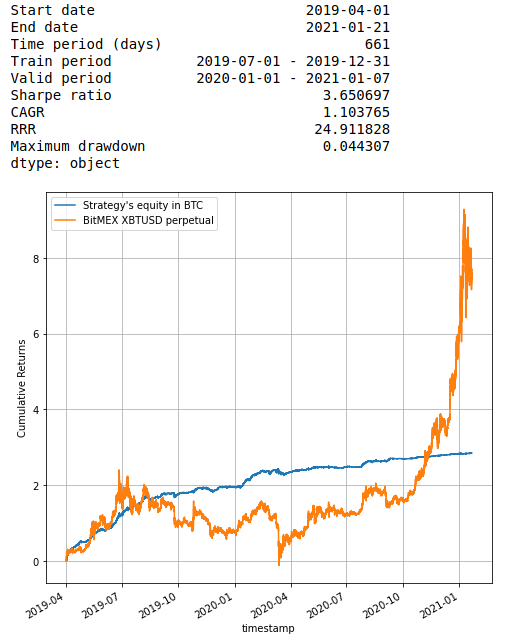 Start date 2019-04-01
End date 2021-01-21
Time period (days) 661
Train period 2019-07-01 - 2019-12-31
Valid period 2020-01-01 - 2021-01-07
Sharpe ratio 3.650697
CAGR 1.103765
RRR 24.911828
Maximum drawdown 0.044307
dtype: object
Strategy's equity in BTC
BitMEX XBTUSD perpetual
Cumulative Returns
8
6
4
2
0
2019-04
2019-07
2019-10
2020-01
2020-04
2020-07
2020-10
2021-01
timestamp